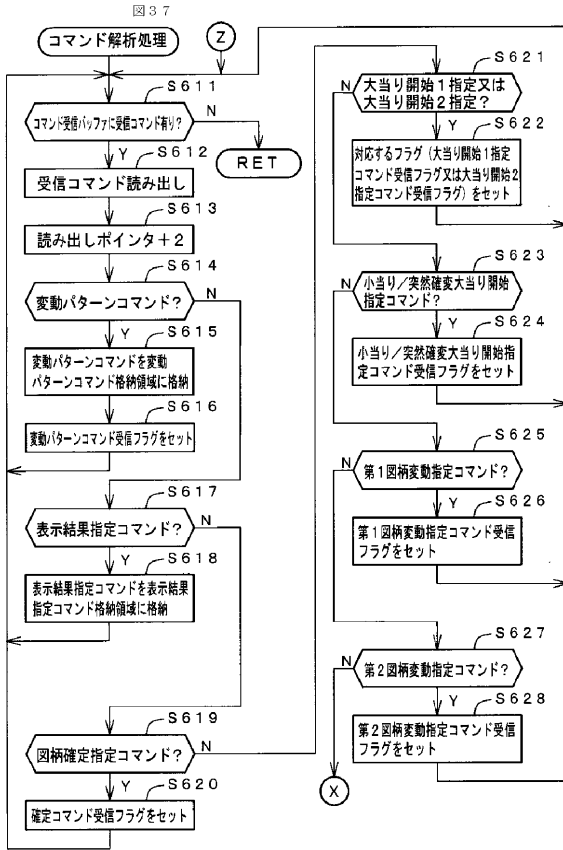 図37
コマンド解析処理
Z
S611
コマンド受信バッファに受信コマンド有り?
N
Y
RET
S612
受信コマンド読み出し
S613
読み出しポインタ+2
S614
変動パターンコマンド?
N
Y
S615
変動パターンコマンドを変動
パターンコマンド格納領域に格納
S616
変動パターンコマンド受信フラグをセット
S617
表示結果指定コマンド?
N
Y
S618
表示結果指定コマンドを表示結果
指定コマンド格納領域に格納
S619
図柄確定指定コマンド?
N
Y
S620
確定コマンド受信フラグをセット
S621
N
大当り開始1指定又は
大当り開始2指定?
Y
S622
対応するフラグ(大当り開始1指定
コマンド受信フラグ又は大当り開始2
指定コマンド受信フラグ)をセット
S623
N
小当り/突然確変大当り開始
指定コマンド?
Y
S624
小当り/突然確変大当り開始指
定コマンド受信フラグをセット
S625
N
第1図柄変動指定コマンド?
Y
S626
第1図柄変動指定コマンド受信
フラグをセット
S627
N
第2図柄変動指定コマンド?
Y
S628
第2図柄変動指定コマンド受信
フラグをセット
X